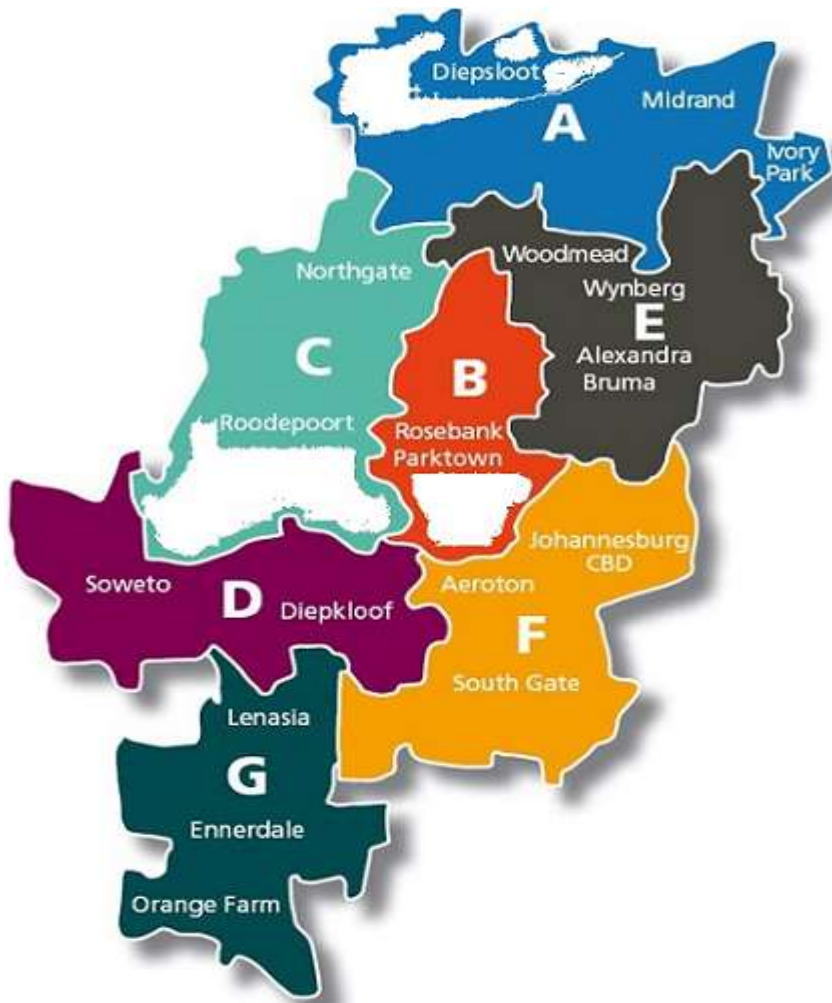 Diepsloot
Midrand
A
Ivory
Park
Woodmead
Northgate
Wynberg
E
C
Alexandra
B
Bruma
Roodepoort
Rosebank
Parktown
Johannesburg
CBD
Soweto
Aeroton
D
Diepkloof
F
South Gate
Lenasia
G
Ennerdale
Orange Farm